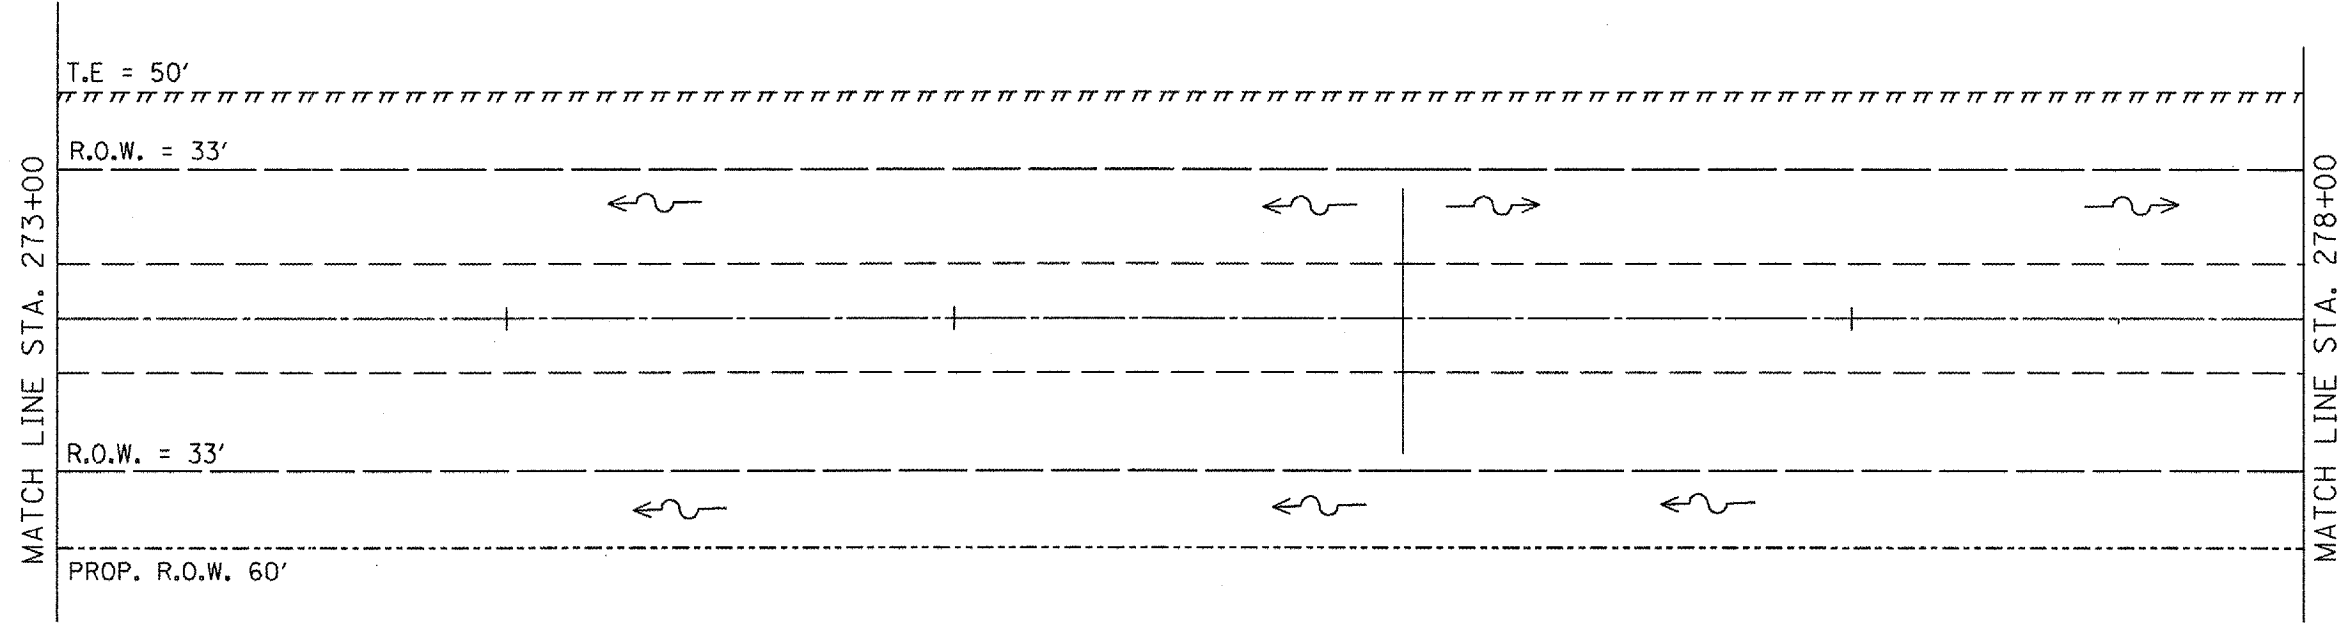 T.E = 50'
R.O.W. = 33'
MATCH LINE STA. 273+00
MATCH LINE STA. 278+00
R.O.W. = 33'
PROP. R.O.W. 60'